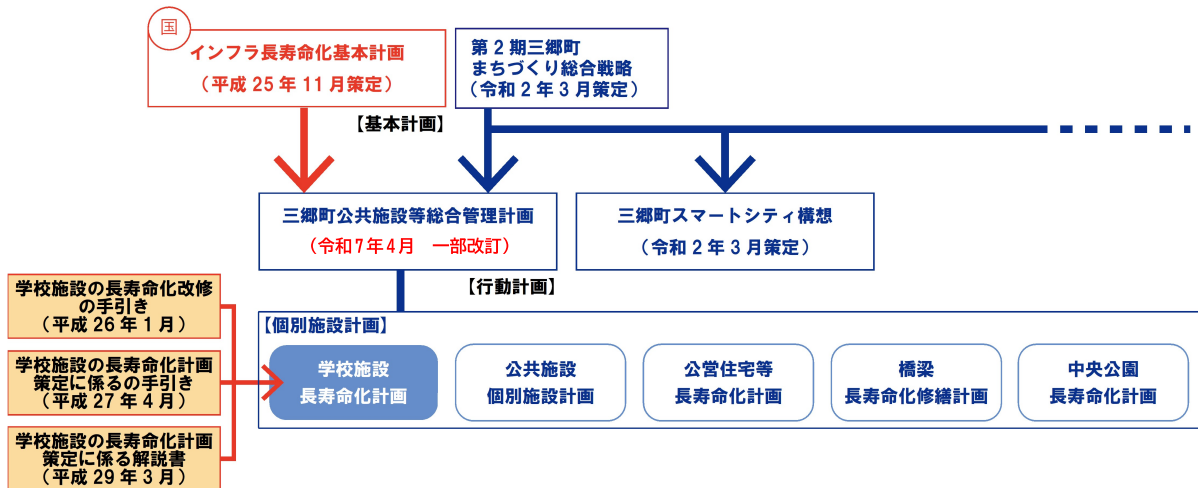 国
インフラ長寿命化基本計画
（平成 25 年 11 月策定）
第２期三郷町
まちづくり総合戦略
（令和２年３月策定）
【基本計画】
三郷町公共施設等総合管理計画
（令和7年4月　一部改訂）
三郷町スマートシティ構想
（令和２年３月策定）
【行動計画】
学校施設の長寿命化改修
の手引き
（平成 26 年１月）
学校施設の長寿命化計画
策定に係るの手引き
（平成 27 年４月）
学校施設の長寿命化計画
策定に係る解説書
（平成 29 年３月）
【個別施設計画】
学校施設
長寿命化計画
公共施設
個別施設計画
公営住宅等
長寿命化計画
橋梁
長寿命化修繕計画
中央公園
長寿命化計画